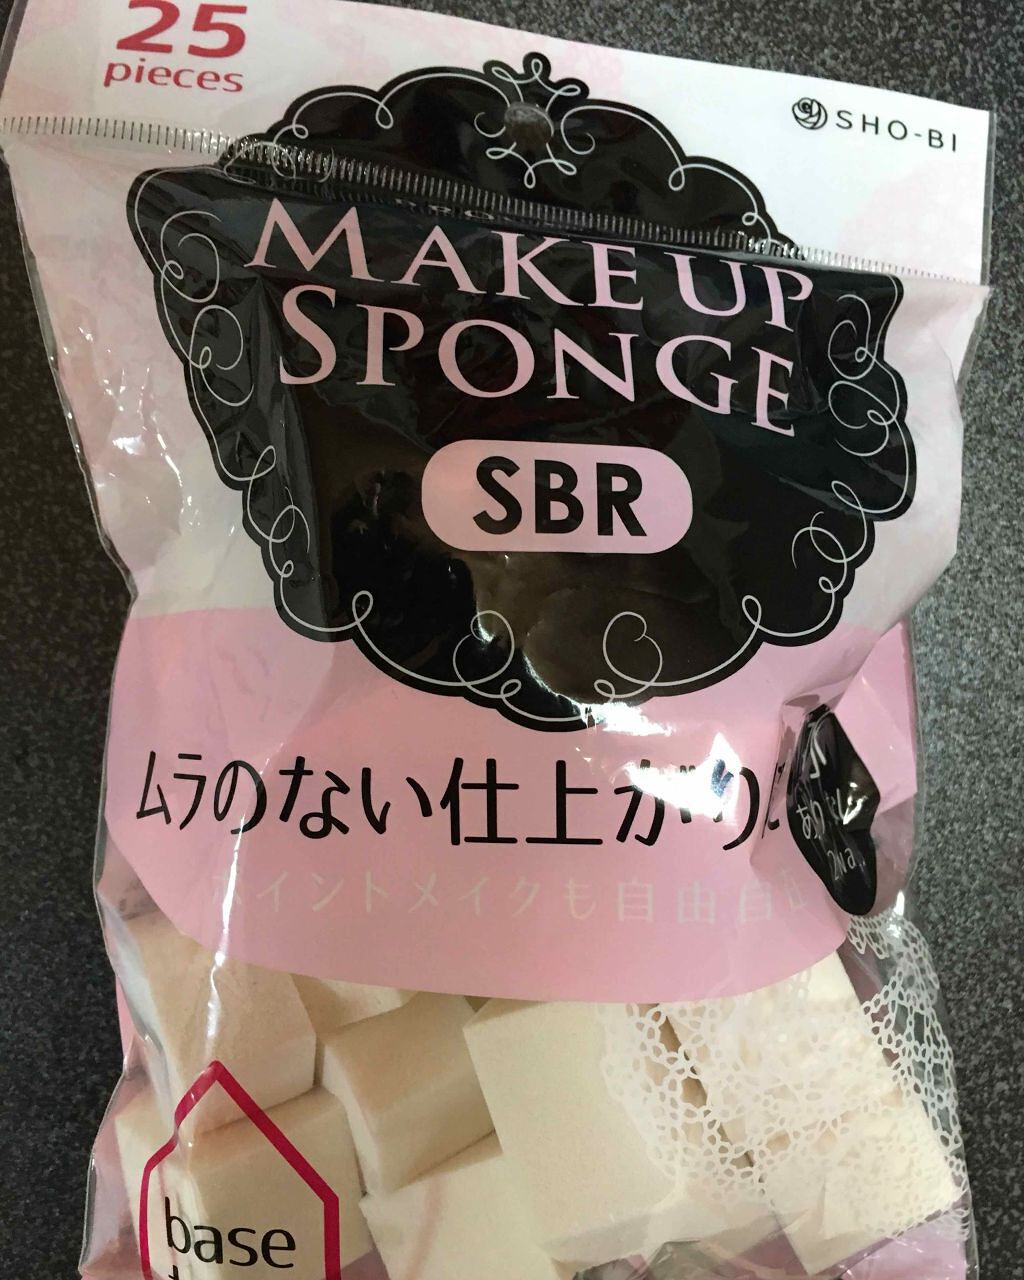 25
pieces
SHO-BI
MAKE UP
SPONGE
SBR
ムラのない仕上がりに
ポイントメイクも自由自在
base